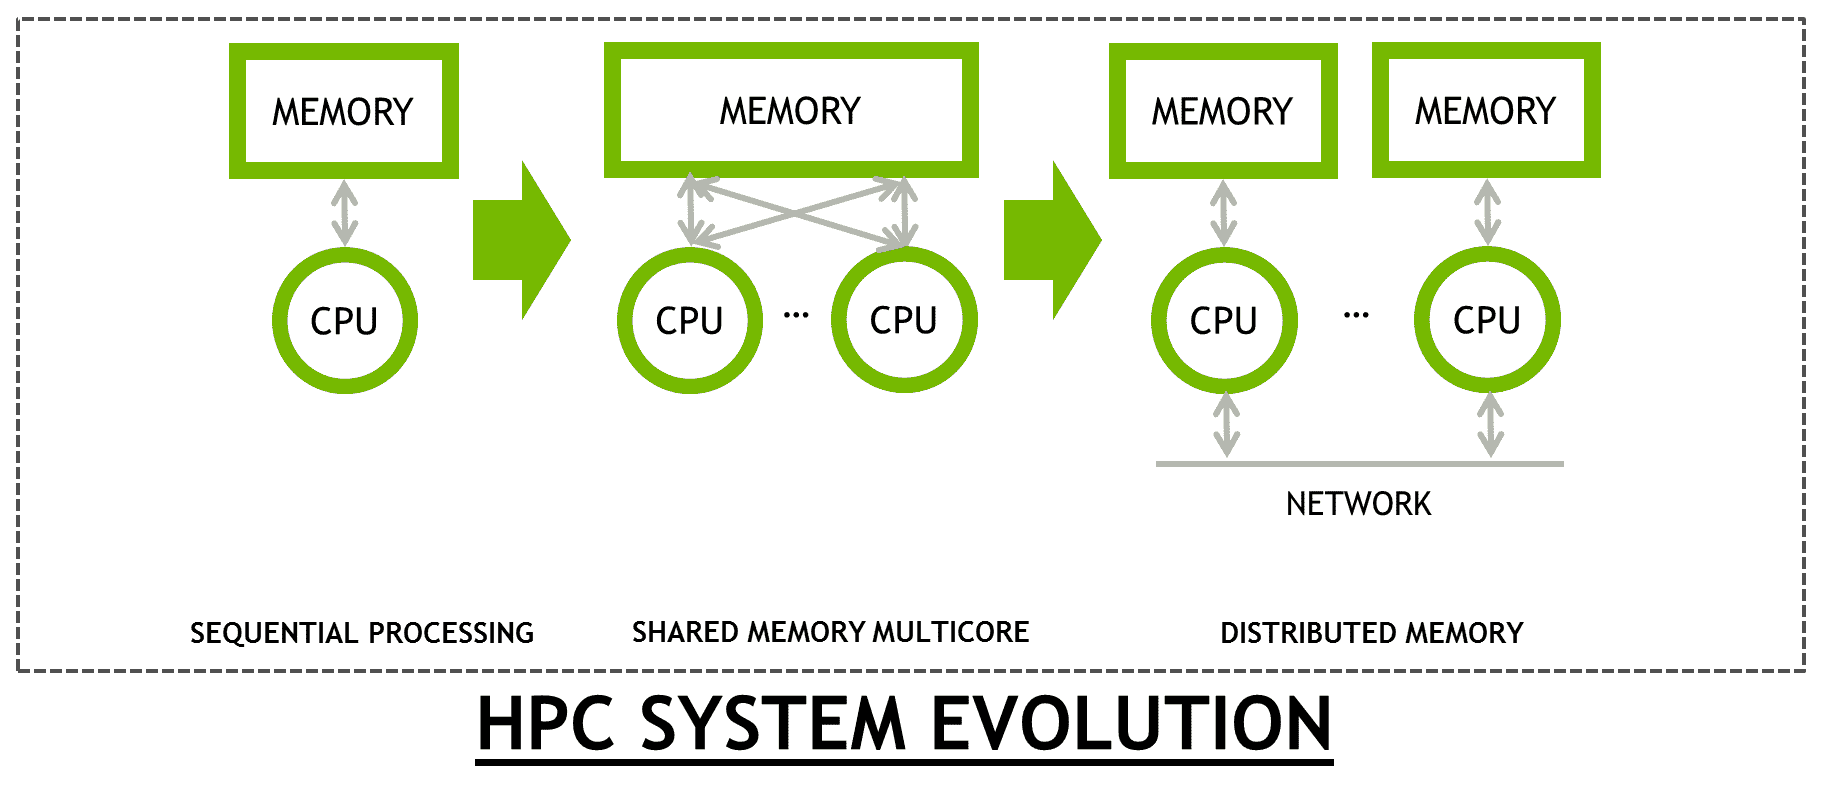 MEMORY
MEMORY
MEMORY
MEMORY
CPU
CPU
...
CPU
CPU
...
CPU
NETWORK
SEQUENTIAL PROCESSING
SHARED MEMORY MULTICORE
DISTRIBUTED MEMORY
HPC SYSTEM EVOLUTION